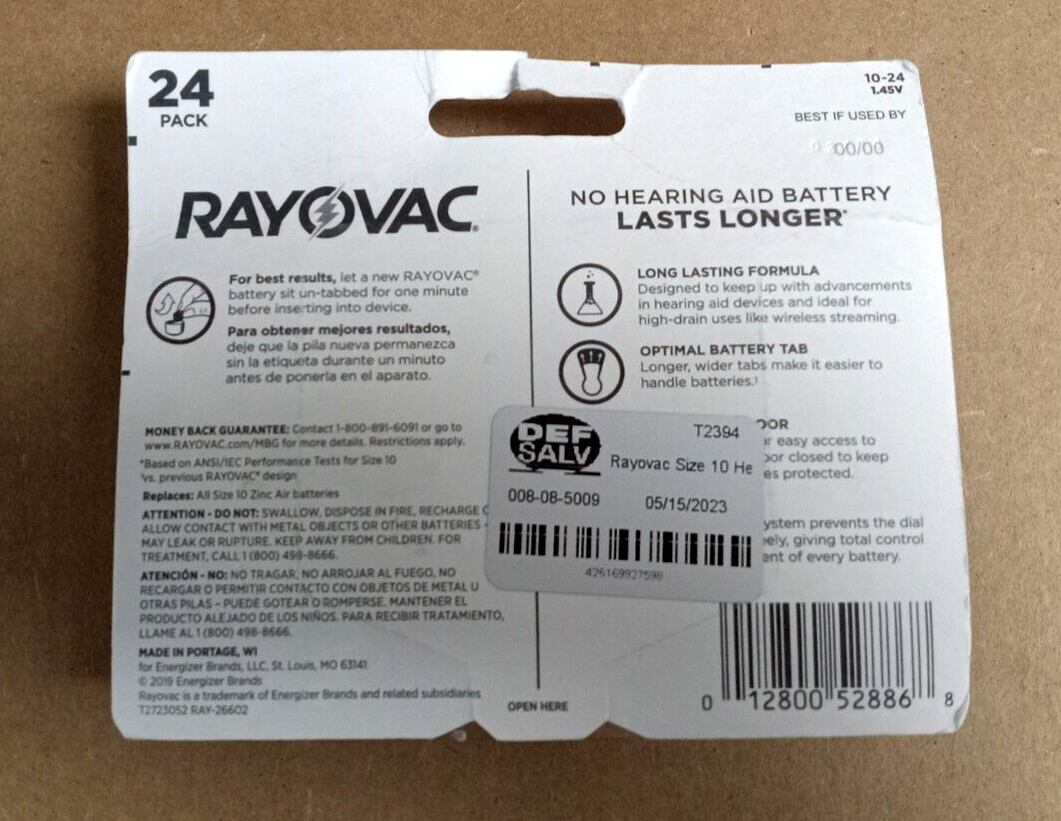 24
PACK
10-24
1.45V
BEST IF USED BY
00/00
RAYOVAC®
For best results, let a new RAYOVAC®
battery sit un-tabbed for one minute
before inserting into device.
Para obtener mejores resultados,
deje que la pila nueva permanezca
sin la etiqueta durante un minuto
antes de ponerla en el aparato.
MONEY BACK GUARANTEE: Contact 1-800-891-6091 or go to
www.RAYOVAC.com/MBG for more details. Restrictions apply.
*Based on ANSI/IEC Performance Tests for Size 10
¹vs. previous RAYOVAC® design
Replaces: All Size 10 Zinc Air batteries
ATTENTION - DO NOT: SWALLOW, DISPOSE IN FIRE, RECHARGE
ALLOW CONTACT WITH METAL OBJECTS OR OTHER BATTERIES -
MAY LEAK OR RUPTURE. KEEP AWAY FROM CHILDREN. FOR
TREATMENT, CALL 1 (800) 498-8666.
ATENCIÓN - NO: NO TRAGAR, NO ARROJAR AL FUEGO, NO
RECARGAR O PERMITIR CONTACTO CON OBJETOS DE METAL U
OTRAS PILAS - PUEDE GOTEAR O ROMPERSE. MANTENER EL
PRODUCTO ALEJADO DE LOS NIÑOS. PARA RECIBIR TRATAMIENTO,
LLAME AL 1 (800) 498-8666.
MADE IN PORTAGE, WI
for Energizer Brands, LLC, St. Louis, MO 63141
© 2019 Energizer Brands
Rayovac is a trademark of Energizer Brands and related subsidiaries
T2723052 RAY-26602
OPEN HERE
NO HEARING AID BATTERY
LASTS LONGER*
LONG LASTING FORMULA
Designed to keep up with advancements
in hearing aid devices and ideal for
high-drain uses like wireless streaming.
OPTIMAL BATTERY TAB
Longer, wider tabs make it easier to
handle batteries.¹
OOR
easy access to
oor closed to keep
es protected.
ystem prevents the dial
ely, giving total control
ent of every battery.
DEF
SALV
T2394
Rayovac Size 10 He
008-08-5009
05/15/2023
426169927598
0 12800 52886 8